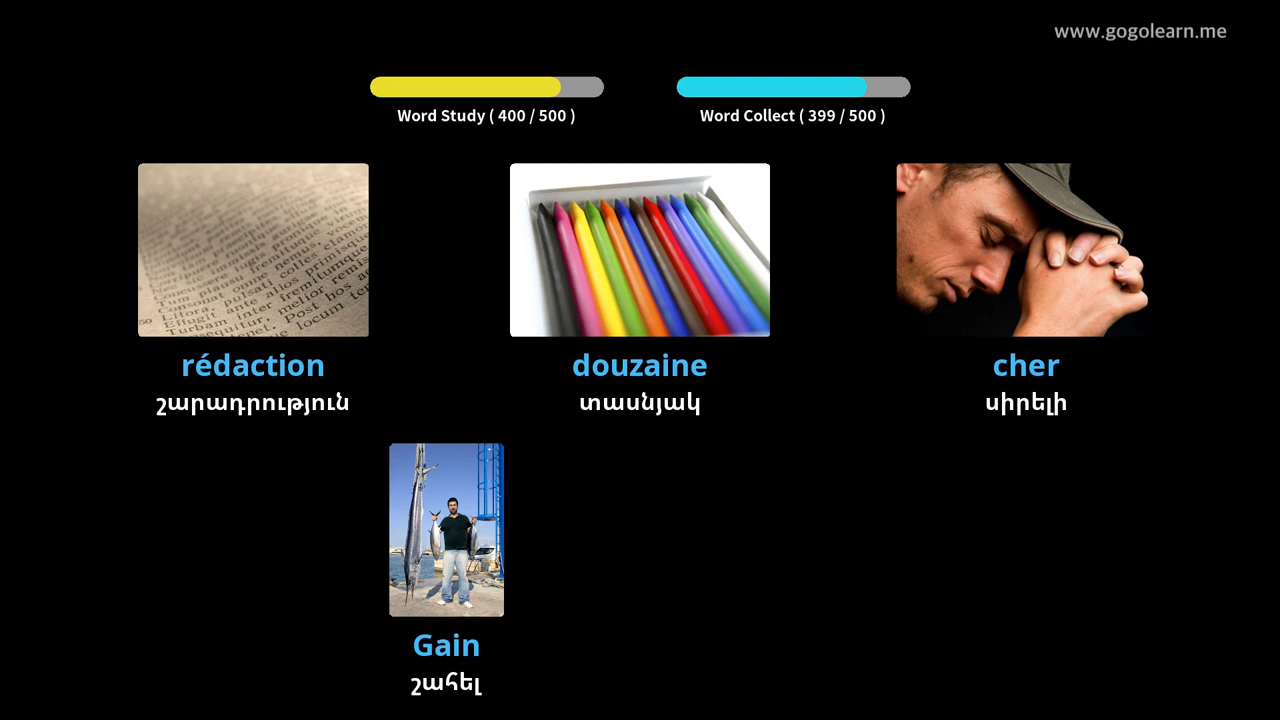 www.gogolearn.me
Word Study ( 400 / 500 )
Word Collect ( 399 / 500 )
rédaction
շարադրություն
douzaine
տասնյակ
cher
սիրելի
Gain
շահել